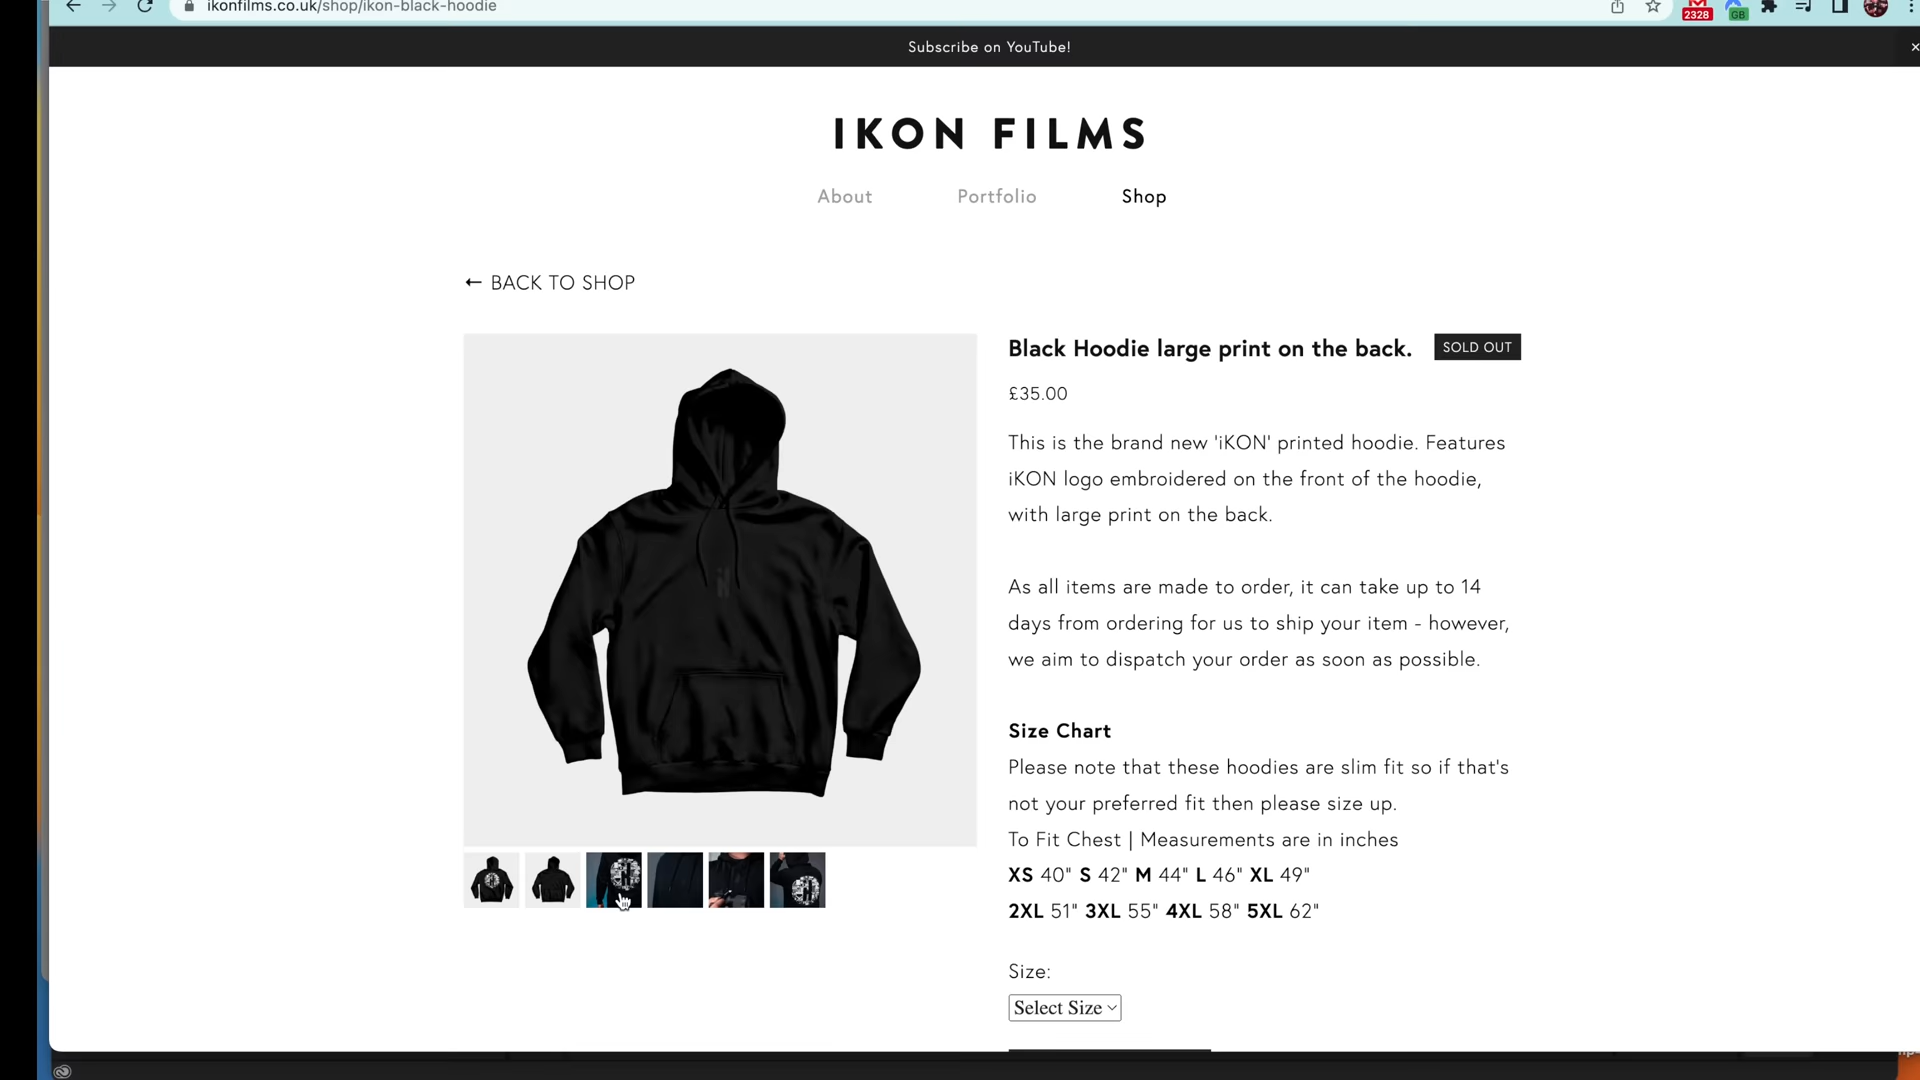 ikonfilms.co.uk/shop/ikon-black-hoodie
2328
GB
Subscribe on YouTube!
IKON FILMS
About
Portfolio
Shop
← BACK TO SHOP
Black Hoodie large print on the back.
SOLD OUT
£35.00
This is the brand new 'iKON' printed hoodie. Features
iKON logo embroidered on the front of the hoodie,
with large print on the back.
As all items are made to order, it can take up to 14
days from ordering for us to ship your item - however,
we aim to dispatch your order as soon as possible.
Size Chart
Please note that these hoodies are slim fit so if that's
not your preferred fit then please size up.
To Fit Chest | Measurements are in inches
XS 40" S 42" M 44" L 46" XL 49"
2XL 51" 3XL 55" 4XL 58" 5XL 62"
Size:
Select Size